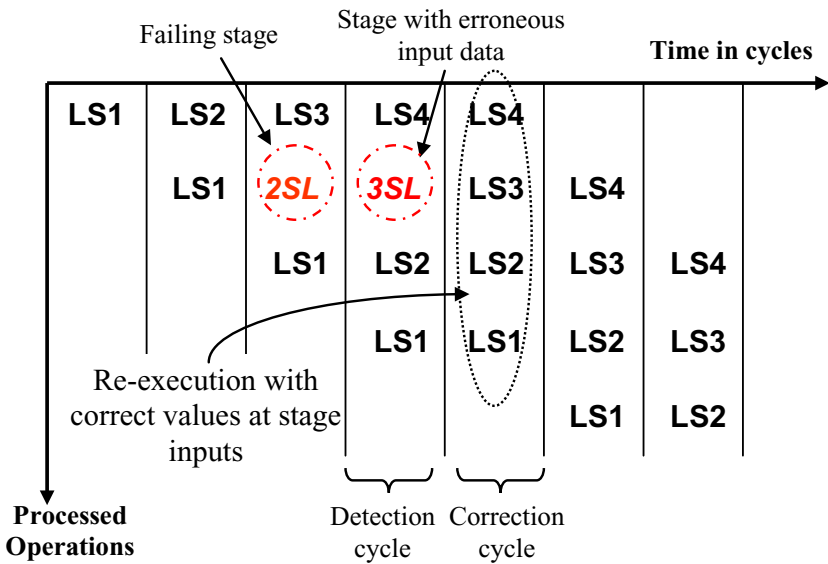 Failing stage
Stage with erroneous
input data
Time in cycles
LS1 LS2 LS3 LS4 LS4
LS1 2SL 3SL LS3 LS4
LS1 LS2 LS2 LS3 LS4
LS1 LS1 LS2 LS3
Re-execution with
correct values at stage
inputs
LS1 LS2
Processed
Operations
Detection
cycle
Correction
cycle